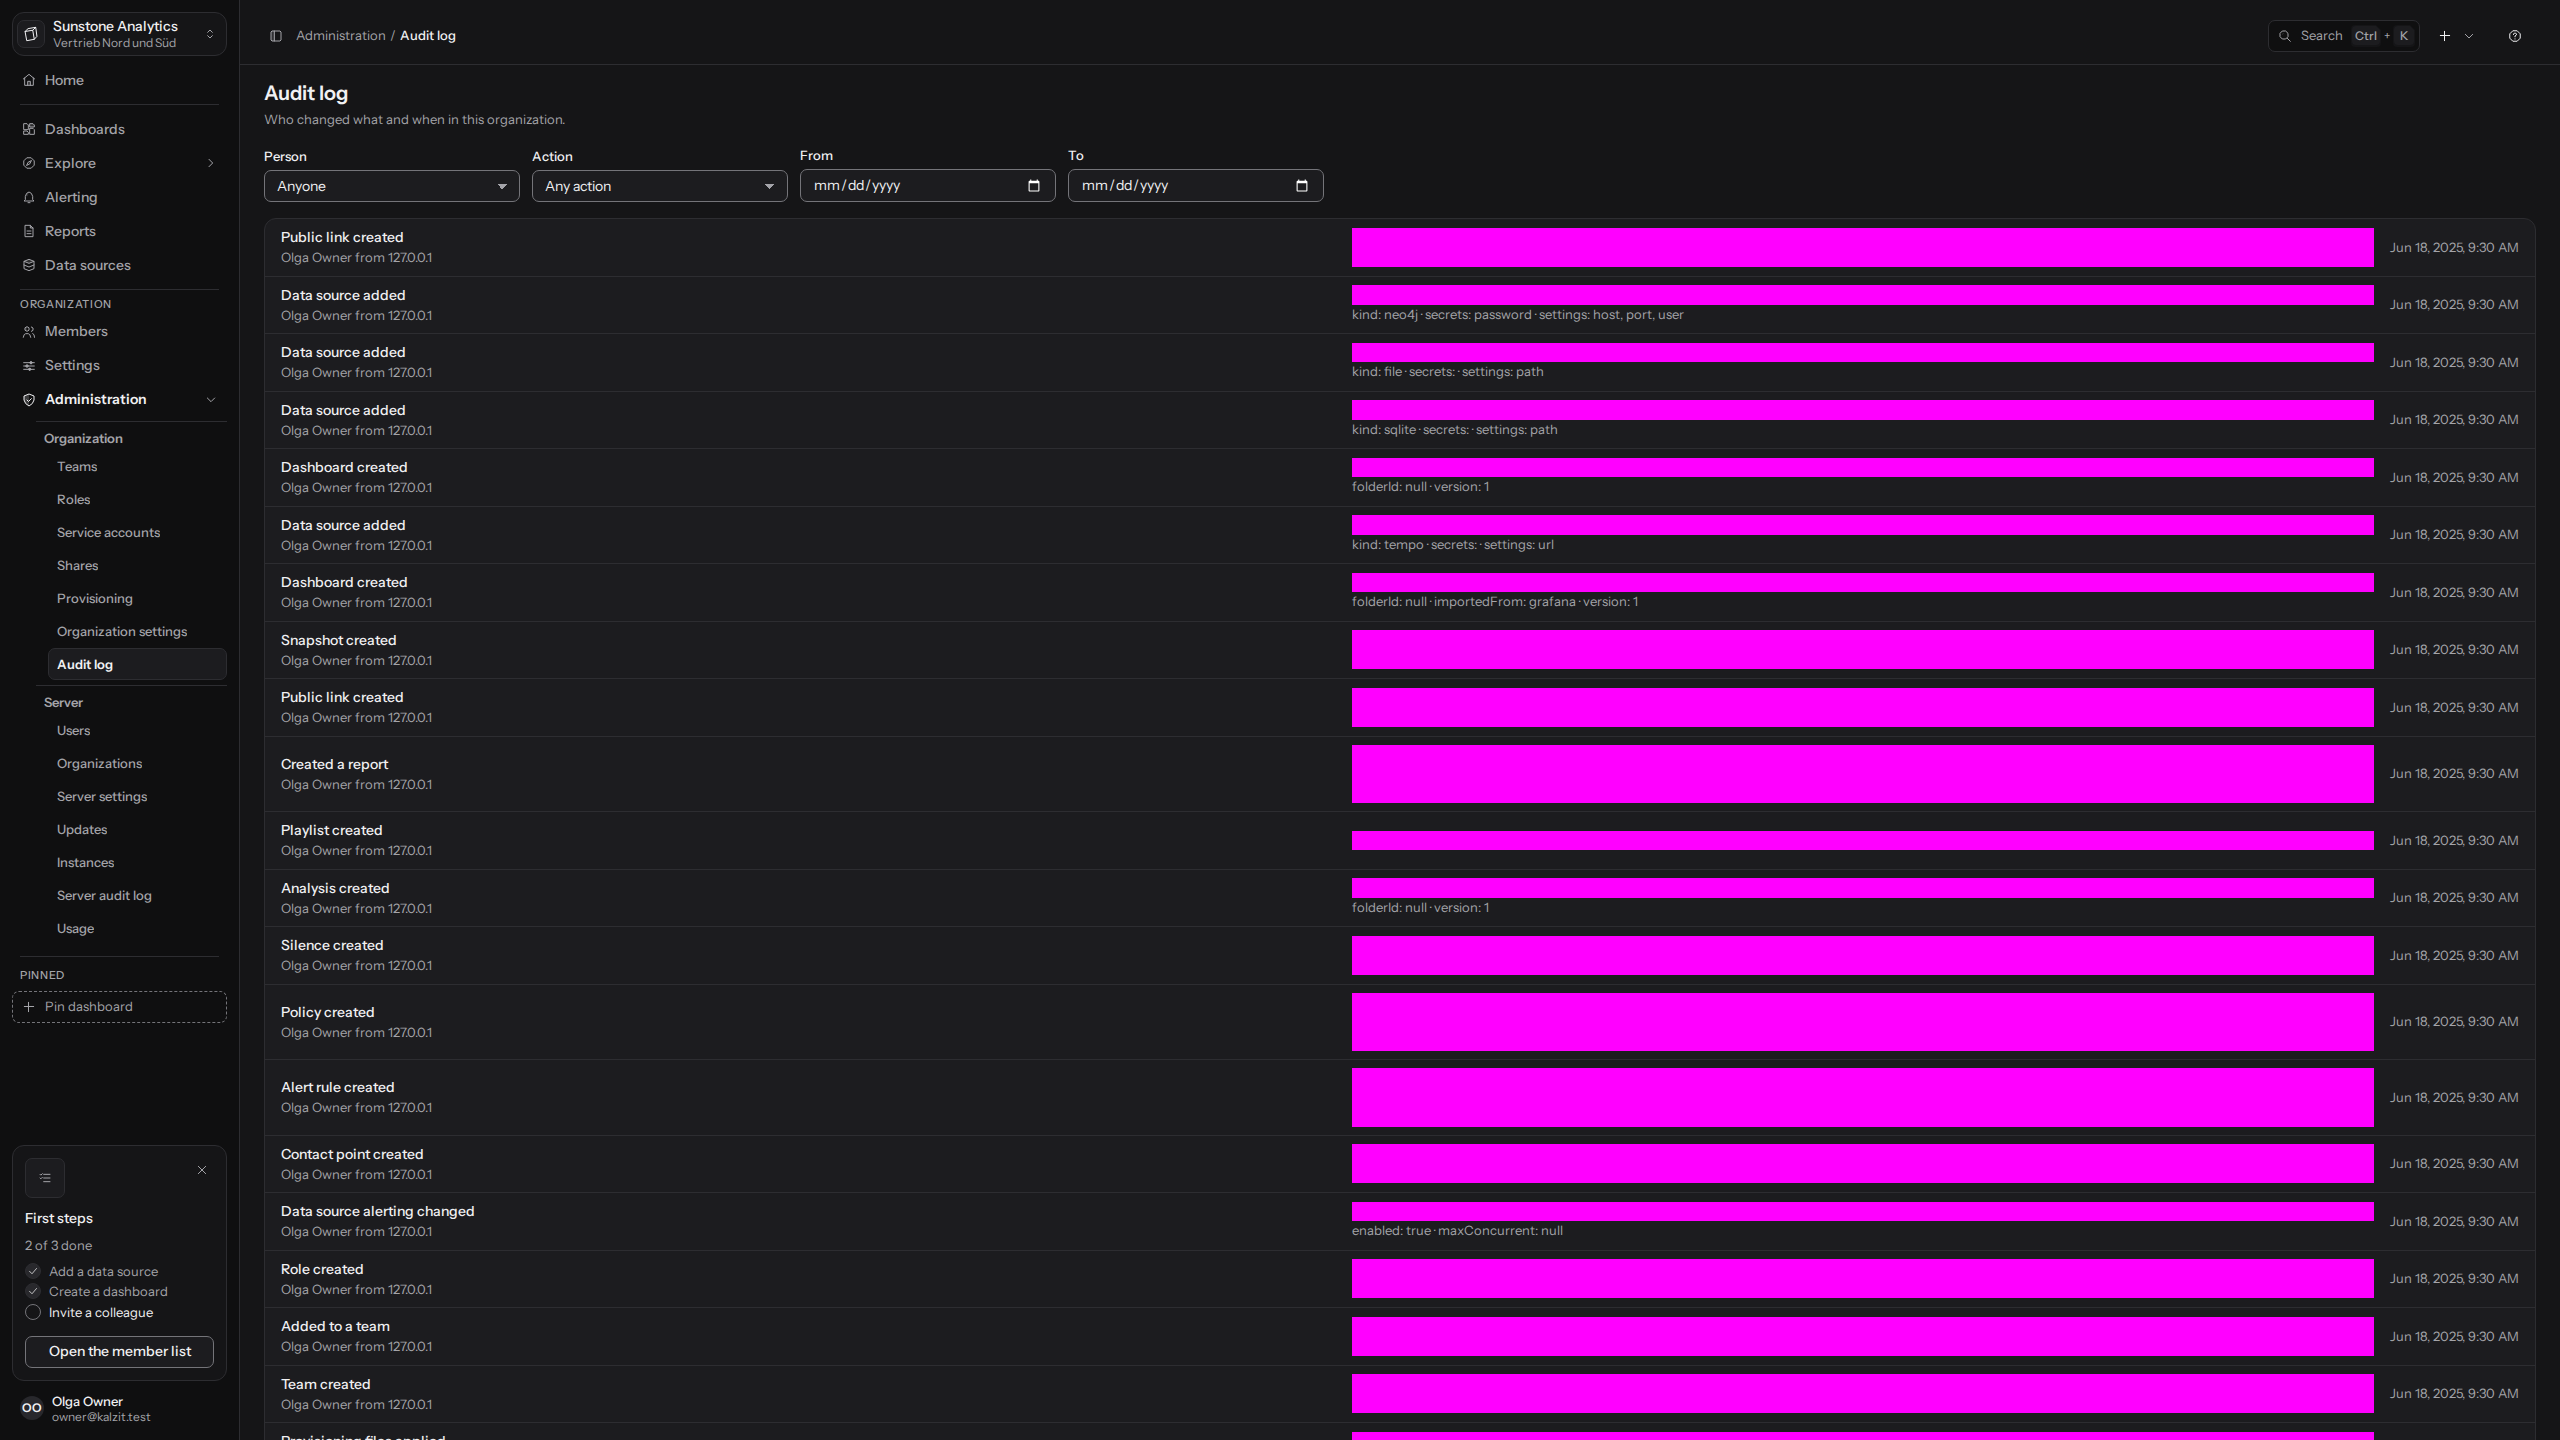 Sunstone Analytics
Vertrieb Nord und Süd
Home
Dashboards
Explore
Alerting
Reports
Data sources
ORGANIZATION
Members
Settings
Administration
Organization
Teams
Roles
Service accounts
Shares
Provisioning
Organization settings
Audit log
Server
Users
Organizations
Server settings
Updates
Instances
Server audit log
Usage
PINNED
Pin dashboard
First steps
2 of 3 done
Add a data source
Create a dashboard
Invite a colleague
Open the member list
OO
Olga Owner
owner@kalzit.test
Administration / Audit log
Search Ctrl + K
Audit log
Who changed what and when in this organization.
Person
Anyone
Action
Any action
From
mm/dd/yyyy
To
mm/dd/yyyy
Public link created
Olga Owner from 127.0.0.1
Jun 18, 2025, 9:30 AM
Data source added
Olga Owner from 127.0.0.1
kind: neo4j · secrets: password · settings: host, port, user
Jun 18, 2025, 9:30 AM
Data source added
Olga Owner from 127.0.0.1
kind: file · secrets: · settings: path
Jun 18, 2025, 9:30 AM
Data source added
Olga Owner from 127.0.0.1
kind: sqlite · secrets: · settings: path
Jun 18, 2025, 9:30 AM
Dashboard created
Olga Owner from 127.0.0.1
folderId: null · version: 1
Jun 18, 2025, 9:30 AM
Data source added
Olga Owner from 127.0.0.1
kind: tempo · secrets: · settings: url
Jun 18, 2025, 9:30 AM
Dashboard created
Olga Owner from 127.0.0.1
folderId: null · importedFrom: grafana · version: 1
Jun 18, 2025, 9:30 AM
Snapshot created
Olga Owner from 127.0.0.1
Jun 18, 2025, 9:30 AM
Public link created
Olga Owner from 127.0.0.1
Jun 18, 2025, 9:30 AM
Created a report
Olga Owner from 127.0.0.1
Jun 18, 2025, 9:30 AM
Playlist created
Olga Owner from 127.0.0.1
Jun 18, 2025, 9:30 AM
Analysis created
Olga Owner from 127.0.0.1
folderId: null · version: 1
Jun 18, 2025, 9:30 AM
Silence created
Olga Owner from 127.0.0.1
Jun 18, 2025, 9:30 AM
Policy created
Olga Owner from 127.0.0.1
Jun 18, 2025, 9:30 AM
Alert rule created
Olga Owner from 127.0.0.1
Jun 18, 2025, 9:30 AM
Contact point created
Olga Owner from 127.0.0.1
Jun 18, 2025, 9:30 AM
Data source alerting changed
Olga Owner from 127.0.0.1
enabled: true · maxConcurrent: null
Jun 18, 2025, 9:30 AM
Role created
Olga Owner from 127.0.0.1
Jun 18, 2025, 9:30 AM
Added to a team
Olga Owner from 127.0.0.1
Jun 18, 2025, 9:30 AM
Team created
Olga Owner from 127.0.0.1
Jun 18, 2025, 9:30 AM